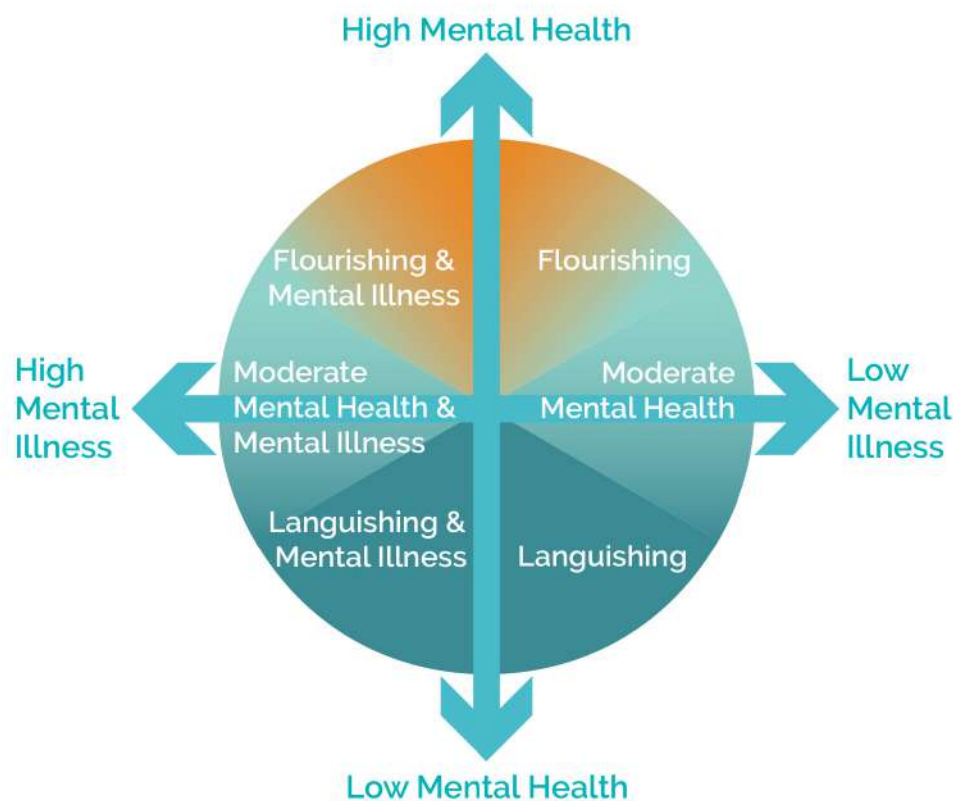 High Mental Health
Flourishing &
Mental Illness
Flourishing
High
Mental
Illness
Moderate
Mental Health &
Mental Illness
Moderate
Mental Health
Low
Mental
Illness
Languishing &
Mental Illness
Languishing
Low Mental Health